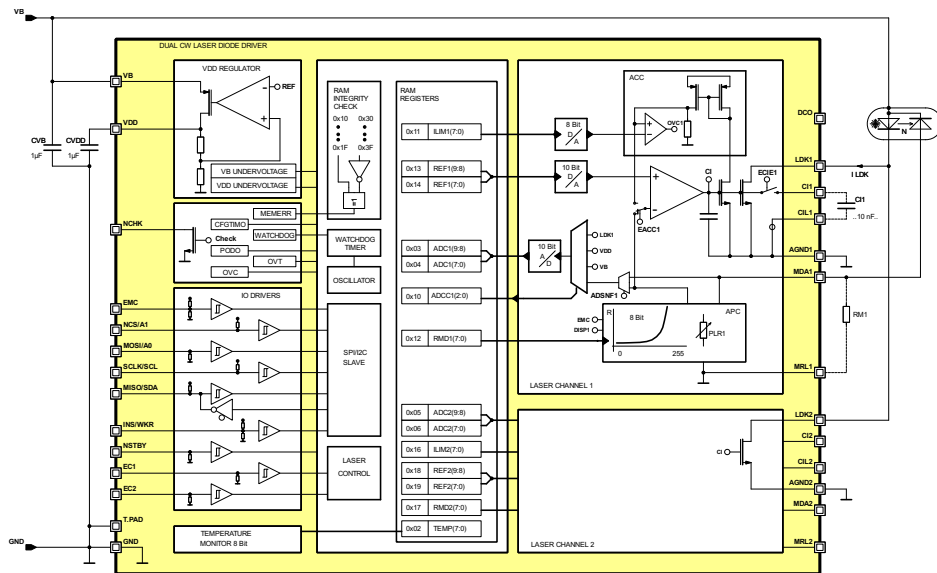 VB
DUAL CW LASER DIODE DRIVER
VB
VDD
CVB
1µF
CVDD
1µF
NCHK
EMC
NCS/A1
MOSI/A0
SCLK/SCL
MISO/SDA
INS/WKR
NSTBY
EC1
EC2
T.PAD
GND
GND
VDD REGULATOR
REF
VB UNDERVOLTAGE
VDD UNDERVOLTAGE
MEMERR
CFGTIMO
Check
WATCHDOG
PODO
OVT
OVC
IO DRIVERS
TEMPERATURE
MONITOR 8 Bit
RAM
INTEGRITY
CHECK
0x10 0x30
0x1F 0x3F
=1
WATCHDOG
TIMER
OSCILLATOR
SPI/I2C
SLAVE
LASER
CONTROL
RAM
REGISTERS
0x11 ILIM1(7:0)
0x13 REF1(9:8)
0x14 REF1(7:0)
0x03 ADC1(9:8)
0x04 ADC1(7:0)
0x10 ADCC1(2:0)
0x12 RMD1(7:0)
0x05 ADC2(9:8)
0x06 ADC2(7:0)
0x16 ILIM2(7:0)
0x18 REF2(9:8)
0x19 REF2(7:0)
0x17 RMD2(7:0)
0x02 TEMP(7:0)
8 Bit
D
A
10 Bit
D
A
10 Bit
A
D
ACC
OVC1
CI
ECIE1
EACC1
LDK1
VDD
VB
ADSNF1
EMC
DISP1
R
8 Bit
0
255
APC
PLR1
LASER CHANNEL 1
CI
LASER CHANNEL 2
DCO
LDK1
CI1
CIL1
AGND1
MDA1
MRL1
LDK2
CI2
CIL2
AGND2
MDA2
MRL2
N
I LDK
CI1
..10 nF..
RM1